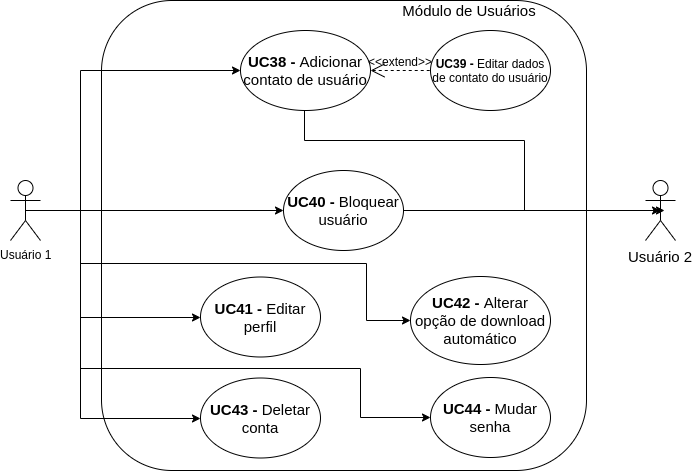 Módulo de Usuários
UC38 - Adicionar
contato de usuário
<<extend>>
UC39 - Editar dados
de contato do usuário
UC40 - Bloquear
usuário
Usuário 1
Usuário 2
UC41 - Editar
perfil
UC42 - Alterar
opção de download
automático
UC43 - Deletar
conta
UC44 - Mudar
senha